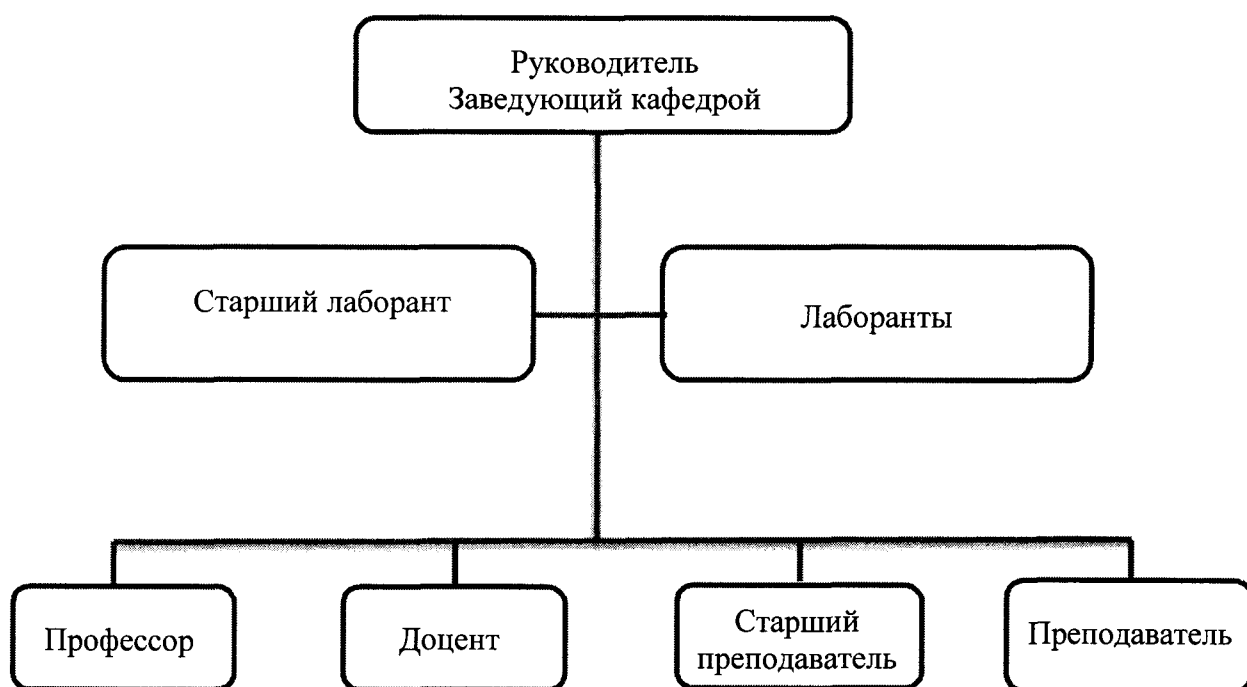 Руководитель
Заведующий кафедрой
Старший лаборант
Лаборанты
Профессор
Доцент
Старший
преподаватель
Преподаватель